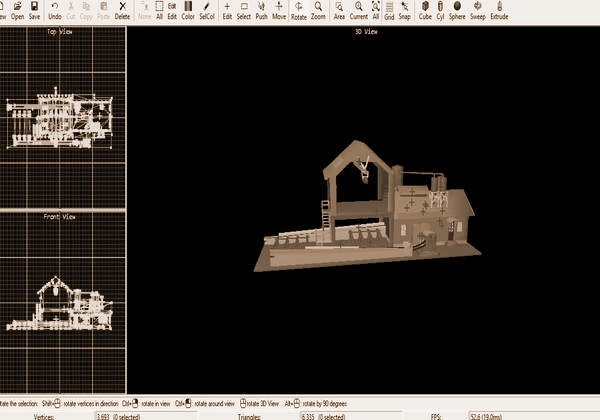 Open Save Undo Cut Copy Paste Delete None All Edit Edit Color SelCol Edit Select Push Move Rotate Zoom Area Current All Grid Snap Cube Cyl Sphere Sweep Extrude
Top View
3D View
Front View
tate the selection: Shift+ : rotate vertices in direction Ctrl+ : rotate in view Ctrl+ : rotate around view : rotate 3D View Alt+ : rotate by 90 degrees
Vertices: 3.693 (0 selected) Triangles: 6.335 (0 selected) FPS: 52.6 (19.0ms)